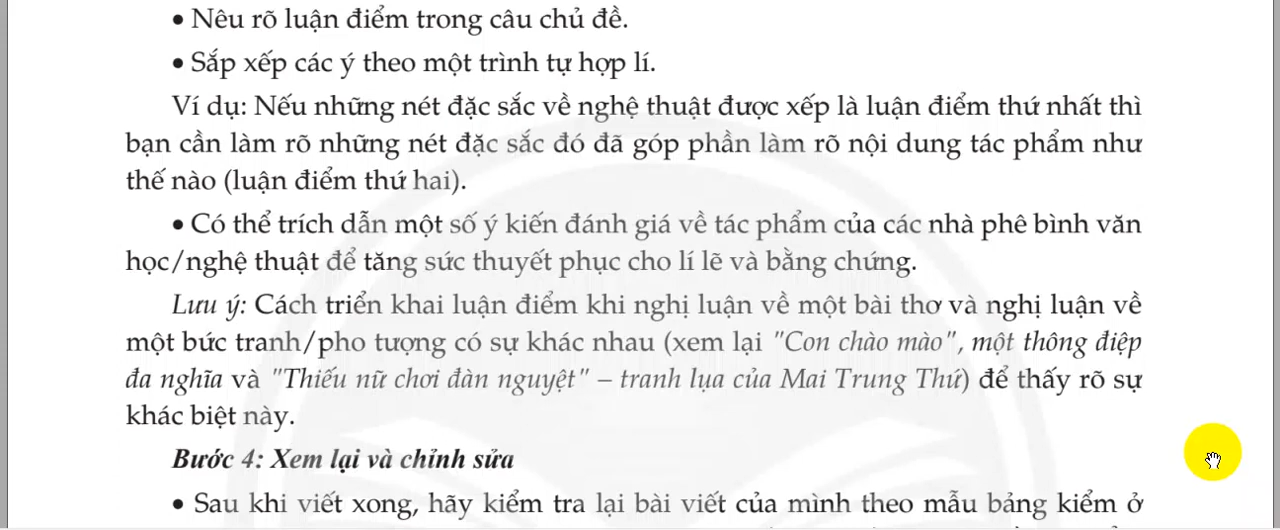 • Nêu rõ luận điểm trong câu chủ đề.
• Sắp xếp các ý theo một trình tự hợp lí.
Ví dụ: Nếu những nét đặc sắc về nghệ thuật được xếp là luận điểm thứ nhất thì
bạn cần làm rõ những nét đặc sắc đó đã góp phần làm rõ nội dung tác phẩm như
thế nào (luận điểm thứ hai).
• Có thể trích dẫn một số ý kiến đánh giá về tác phẩm của các nhà phê bình văn
học/nghệ thuật để tăng sức thuyết phục cho lí lẽ và bằng chứng.
Lưu ý: Cách triển khai luận điểm khi nghị luận về một bài thơ và nghị luận về
một bức tranh/pho tượng có sự khác nhau (xem lại "Con chào mào", một thông điệp
đa nghĩa và "Thiếu nữ chơi đàn nguyệt" – tranh lụa của Mai Trung Thứ) để thấy rõ sự
khác biệt này.
Bước 4: Xem lại và chỉnh sửa
• Sau khi viết xong, hãy kiểm tra lại bài viết của mình theo mẫu bảng kiểm ở